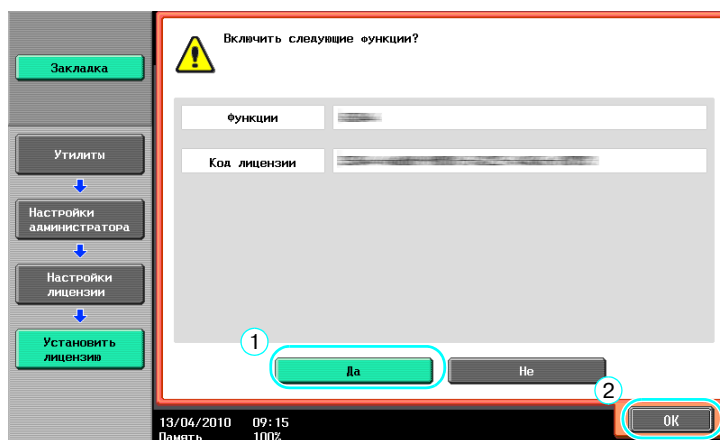 Закладка
Утилиты
Настройки
администратора
Настройки
лицензии
Установить
лицензию
Включить следующие функции?
Функции
Код лицензии
1
Да
Не
2
OK
13/04/2010 09:15
Память 100%